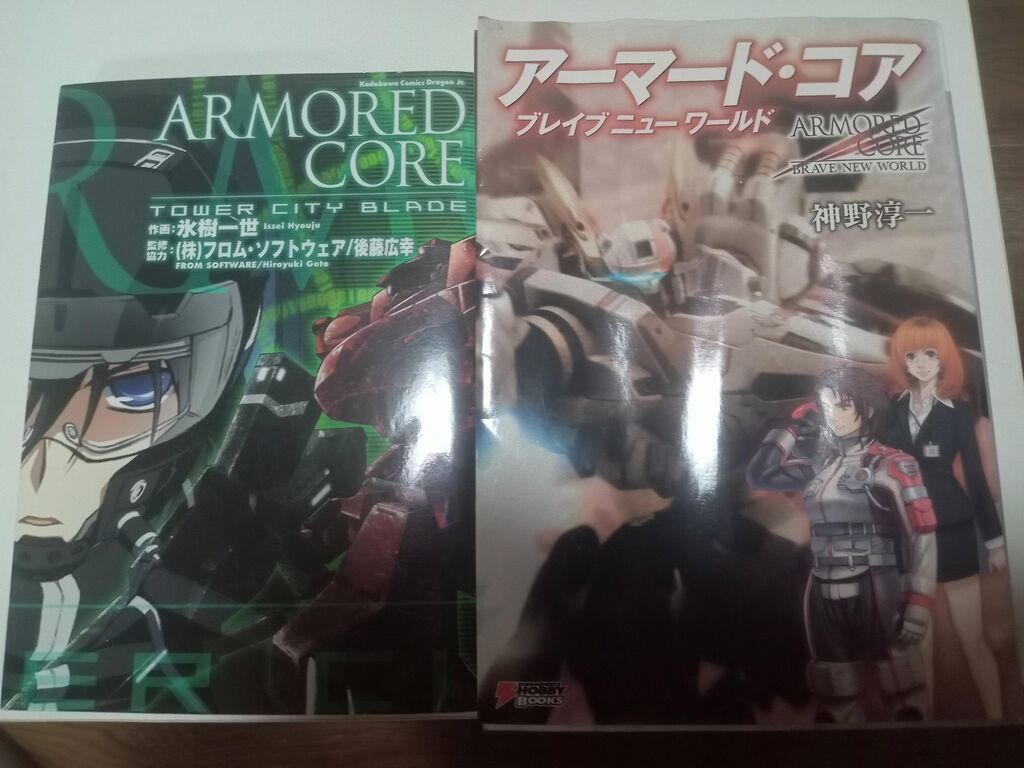 Kadokawa Comics Dragon Jr.
ARMORED
CORE
TOWER CITY BLADE
作画:氷樹一世 Issei Hyouju
監修協力:(株)フロム・ソフトウェア/後藤広幸
FROM SOFTWARE/Hiroyuki Goto
アーマード・コア
ブレイブ ニュー ワールド
ARMORED
CORE
BRAVE NEW WORLD
神野淳一
HOBBY
BOOKS